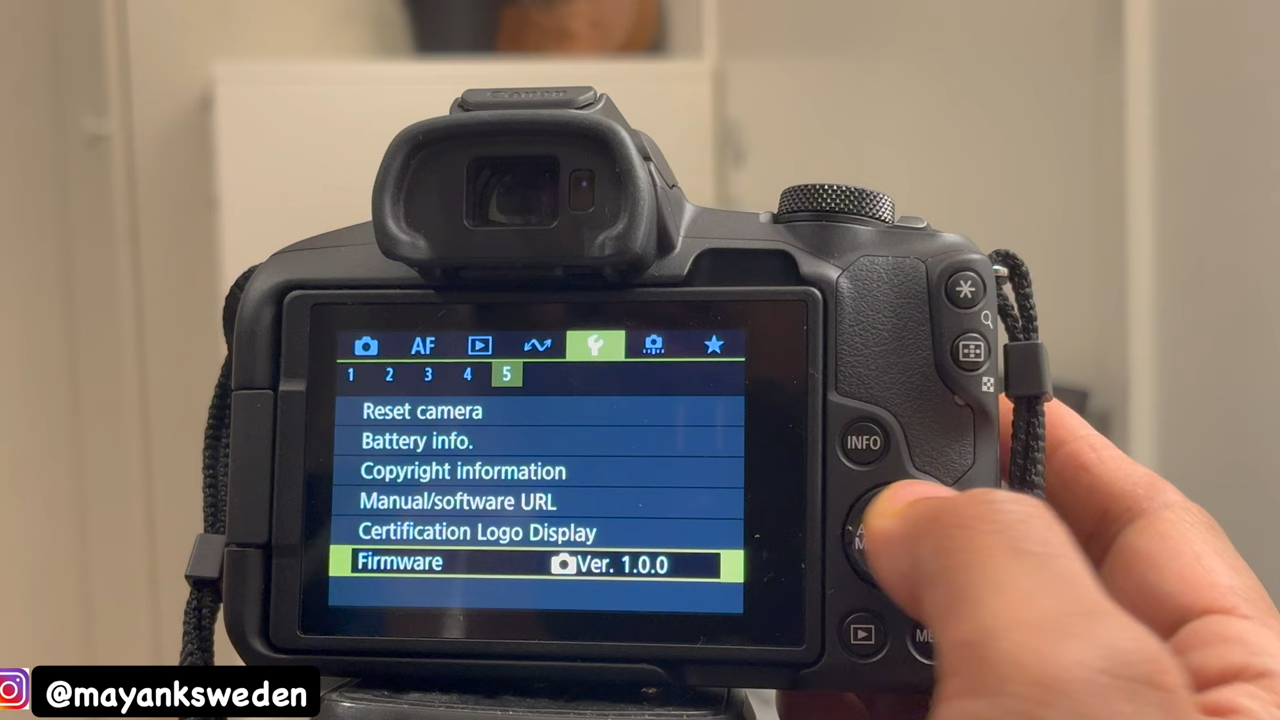 Canon
AF
1 2 3 4 5
Reset camera
Battery info.
Copyright information
Manual/software URL
Certification Logo Display
Firmware Ver. 1.0.0
INFO
@mayanksweden